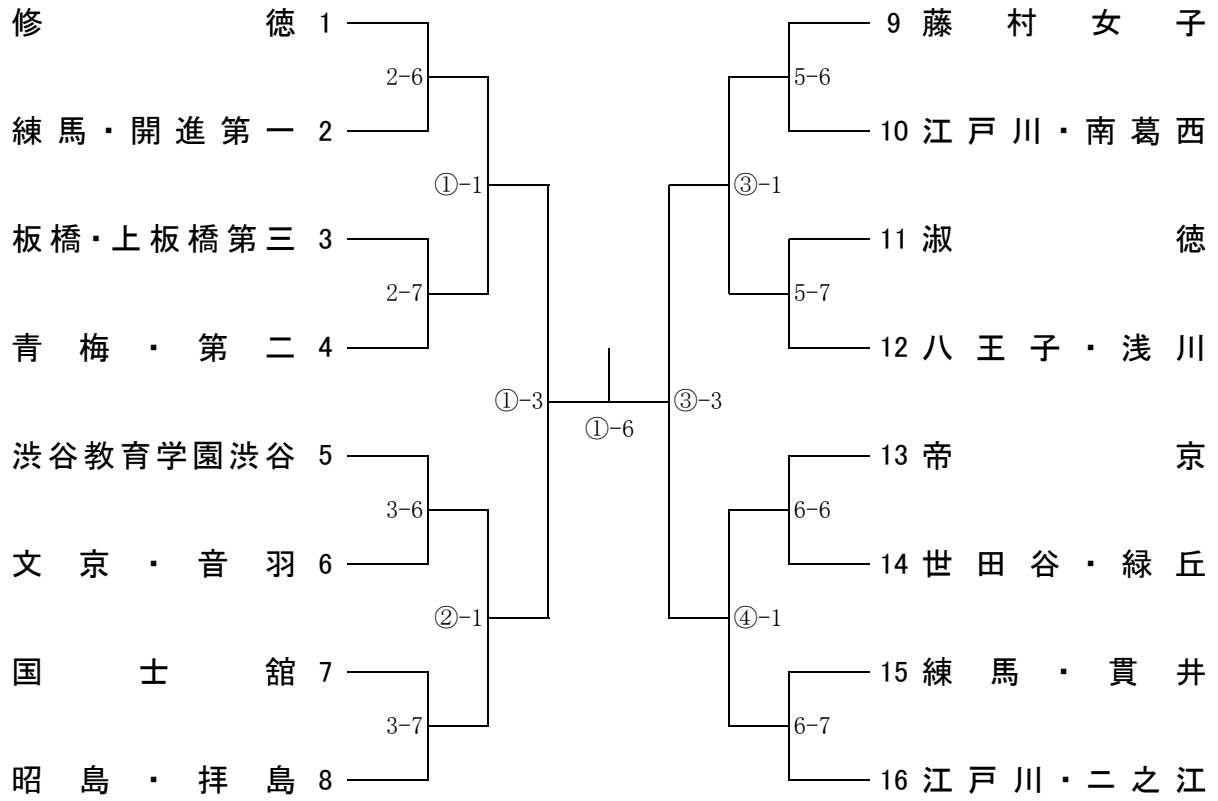 修徳 1
2-6
練馬・開進第一 2
①-1
板橋・上板橋第三 3
2-7
青梅・第二 4
①-3
渋谷教育学園渋谷 5
3-6
文京・音羽 6
②-1
国士舘 7
3-7
昭島・拝島 8
①-6
9 藤村女子
5-6
10 江戸川・南葛西
③-1
11 淑徳
5-7
12 八王子・浅川
③-3
13 帝京
6-6
14 世田谷・緑丘
④-1
15 練馬・貫井
6-7
16 江戸川・二之江